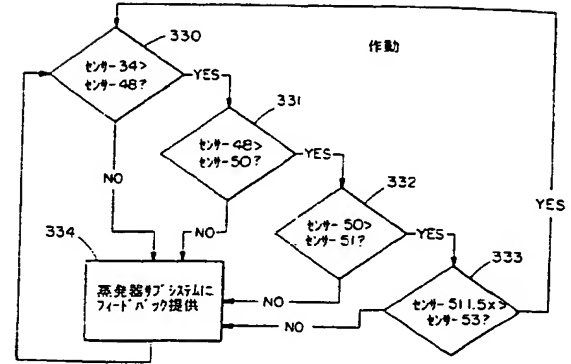 330
作動
センサー34>
センサー48?
YES
331
センサー48>
センサー50?
YES
332
NO
センサー50>
センサー51?
YES
YES
334
NO
333
蒸発器サブシステムに
フィードバック提供
NO
センサー511.5x>
センサー53?
NO